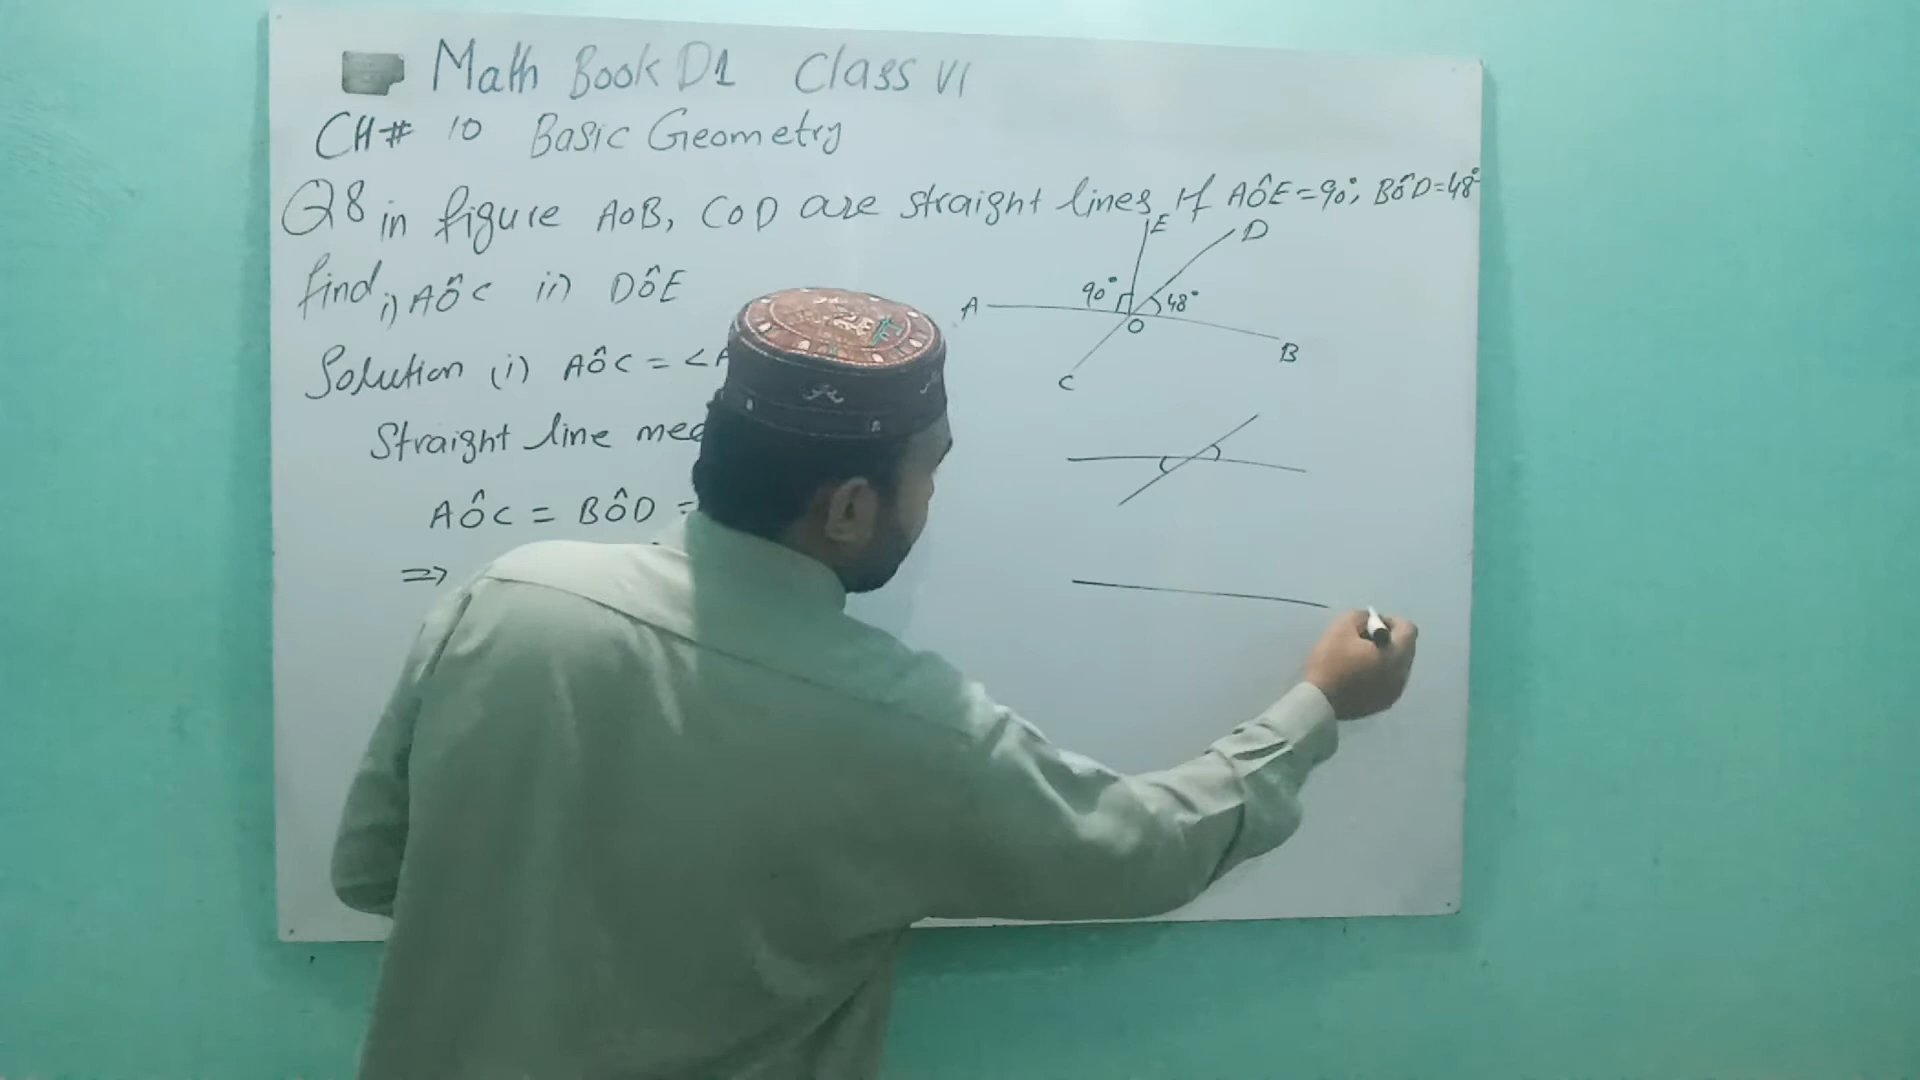 Math Book D1 Class VI
CH# 10 Basic Geometry
Q8 in figure AOB, COD are straight lines If AÔE=90°, BÔD=48°
find i) AÔC ii) DÔE
Solution (i) AÔC = <A
Straight line
AÔC = BÔD =
⇒
E
D
90°
48°
A
O
B
C